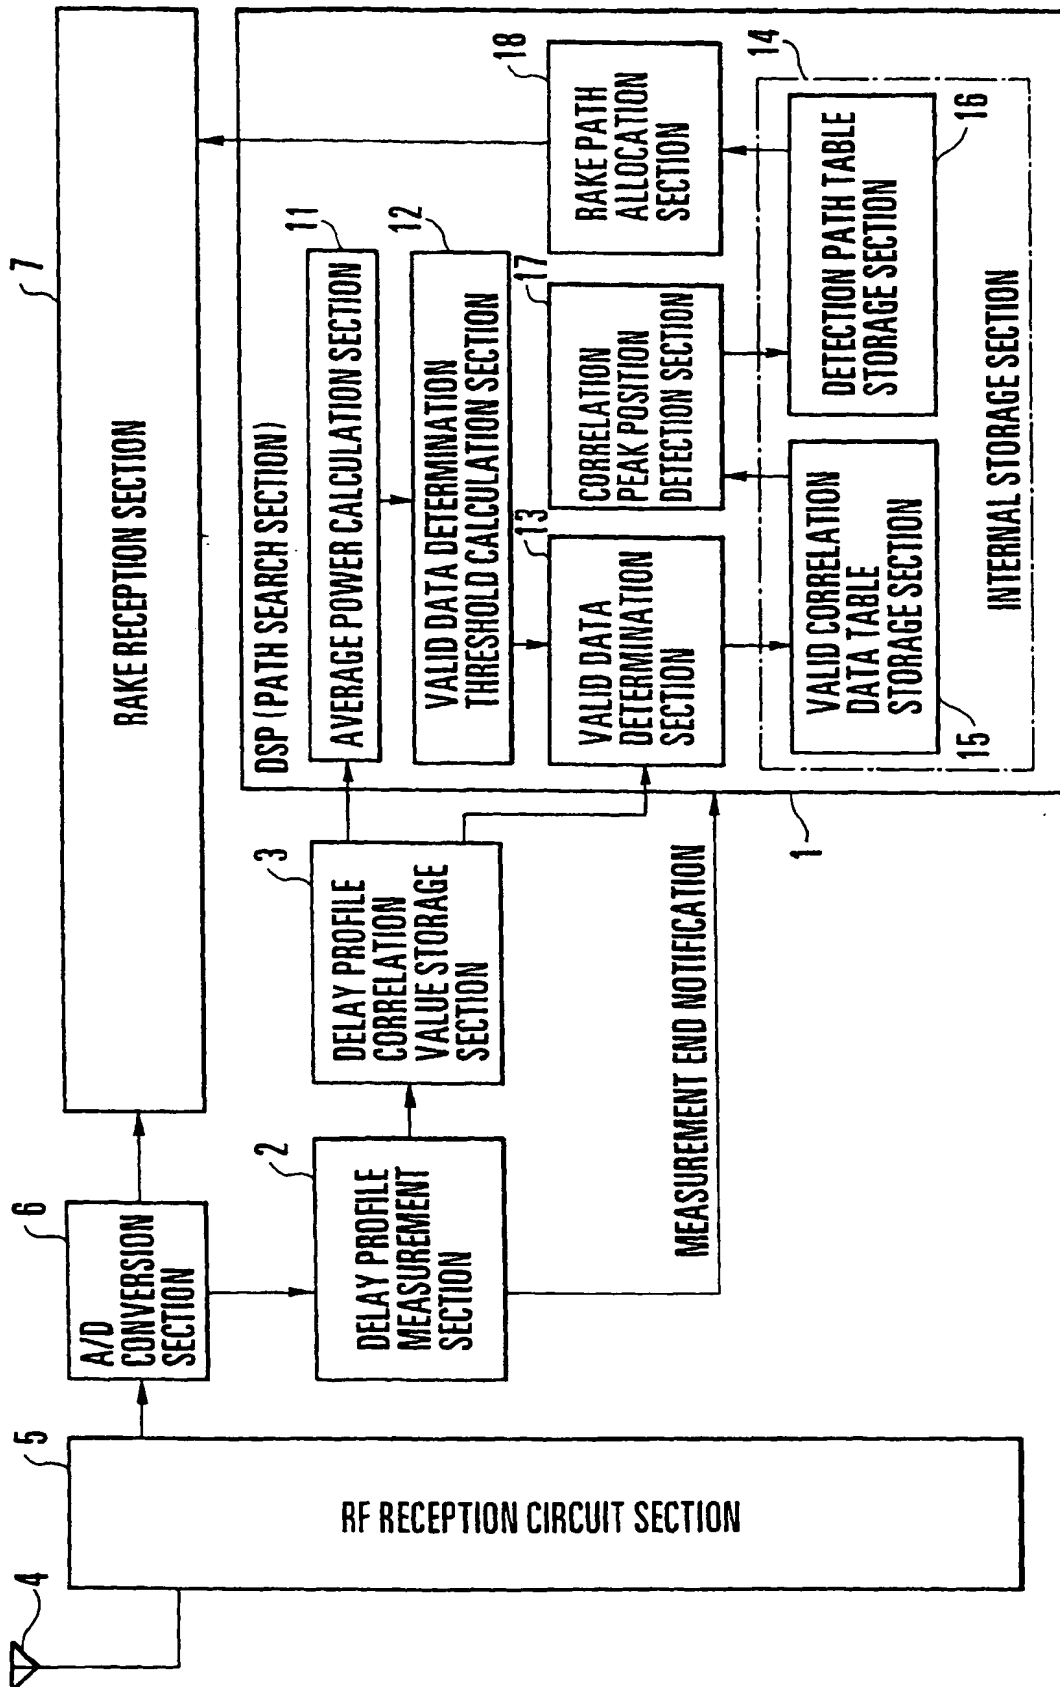 4
5
RF RECEPTION CIRCUIT SECTION
6
A/D
CONVERSION
SECTION
7
RAKE RECEPTION SECTION
2
DELAY PROFILE
MEASUREMENT
SECTION
3
DELAY PROFILE
CORRELATION
VALUE STORAGE
SECTION
MEASUREMENT END NOTIFICATION
1
DSP (PATH SEARCH SECTION)
11
AVERAGE POWER CALCULATION SECTION
12
VALID DATA DETERMINATION
THRESHOLD CALCULATION SECTION
13
VALID DATA
DETERMINATION
SECTION
17
CORRELATION
PEAK POSITION
DETECTION SECTION
18
RAKE PATH
ALLOCATION
SECTION
14
15
VALID CORRELATION
DATA TABLE
STORAGE SECTION
16
DETECTION PATH TABLE
STORAGE SECTION
INTERNAL STORAGE SECTION